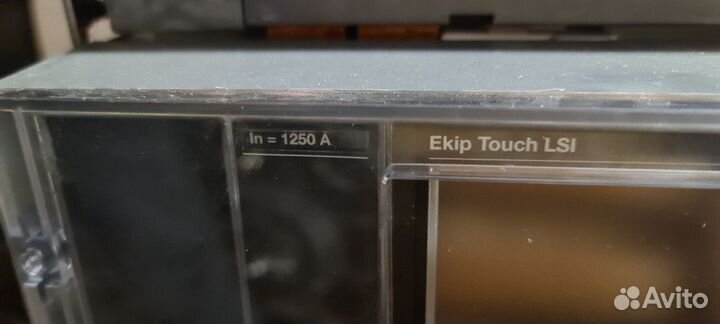 In = 1250 A
Ekip Touch LSI
Avito